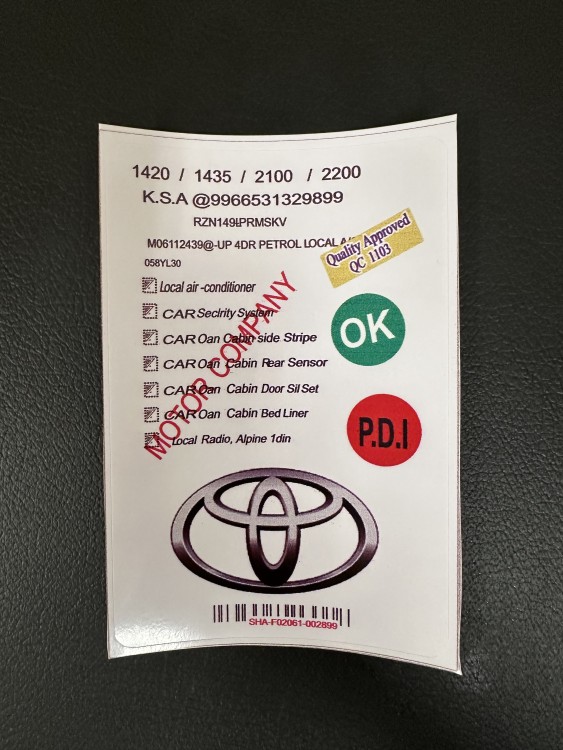 1420 / 1435 / 2100 / 2200
K.S.A @9966531329899
RZN149LPRMSKV
M06112439@-UP 4DR PETROL LOCAL
Quality Approved
QC 1103
058YL30
Local air-conditioner
CAR Seclrity System
OK
CAR Oan Cabin side Stripe
CAR Oan Cabin Rear Sensor
CAR Oan Cabin Door Sil Set
CAR Oan Cabin Bed Liner
Local Radio, Alpine 1din
MOTOR COMPANY
P.D.I
SHA-F02061-002899